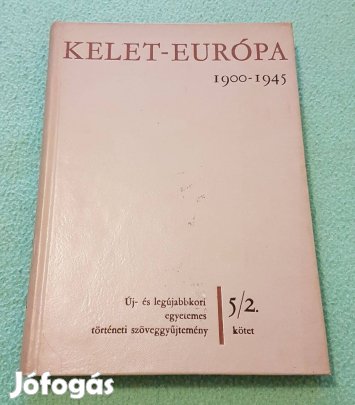 KELET-EURÓPA
1900-1945
Új- és legújabbkori
egyetemes
történeti szöveggyűjtemény
5/2.
kötet
Jófogás